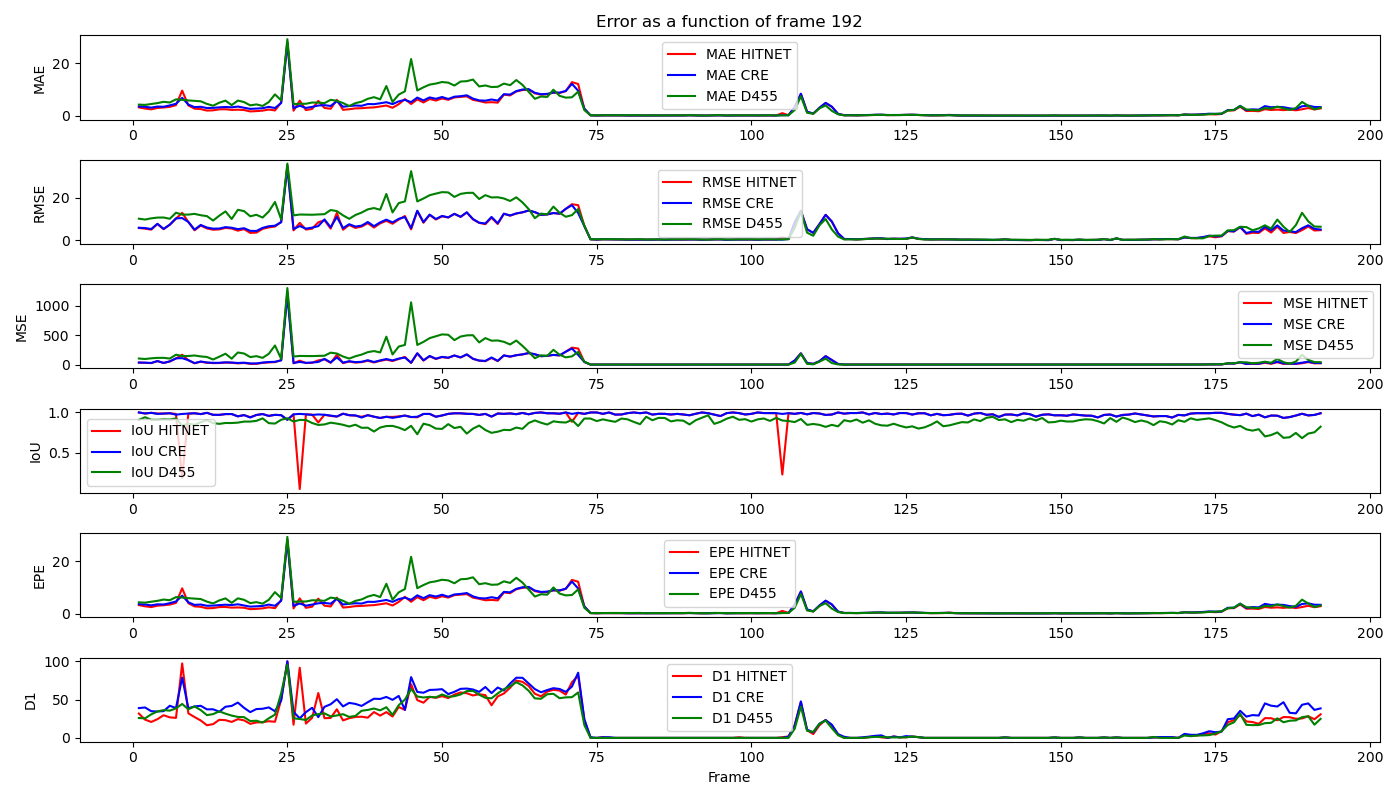 Error as a function of frame 192
MAE
20
0
MAE HITNET
MAE CRE
MAE D455
0 25 50 75 100 125 150 175 200
RMSE
20
0
RMSE HITNET
RMSE CRE
RMSE D455
0 25 50 75 100 125 150 175 200
MSE
1000
500
0
MSE HITNET
MSE CRE
MSE D455
0 25 50 75 100 125 150 175 200
IoU
1.0
0.5
IoU HITNET
IoU CRE
IoU D455
0 25 50 75 100 125 150 175 200
EPE
20
0
EPE HITNET
EPE CRE
EPE D455
0 25 50 75 100 125 150 175 200
D1
100
50
0
D1 HITNET
D1 CRE
D1 D455
0 25 50 75 100 125 150 175 200
Frame